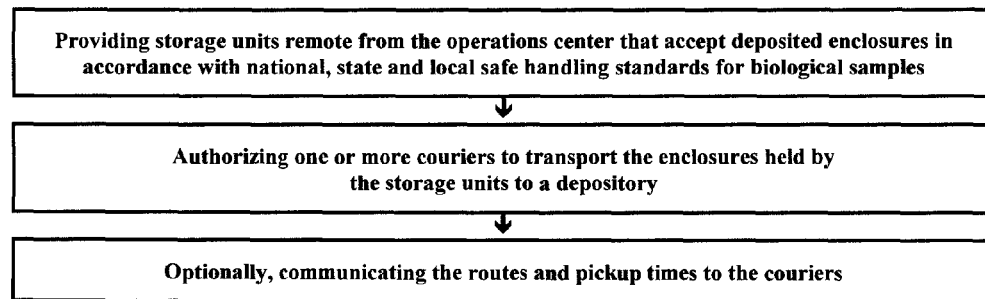 Providing storage units remote from the operations center that accept deposited enclosures in
accordance with national, state and local safe handling standards for biological samples
Authorizing one or more couriers to transport the enclosures held by
the storage units to a depository
Optionally, communicating the routes and pickup times to the couriers